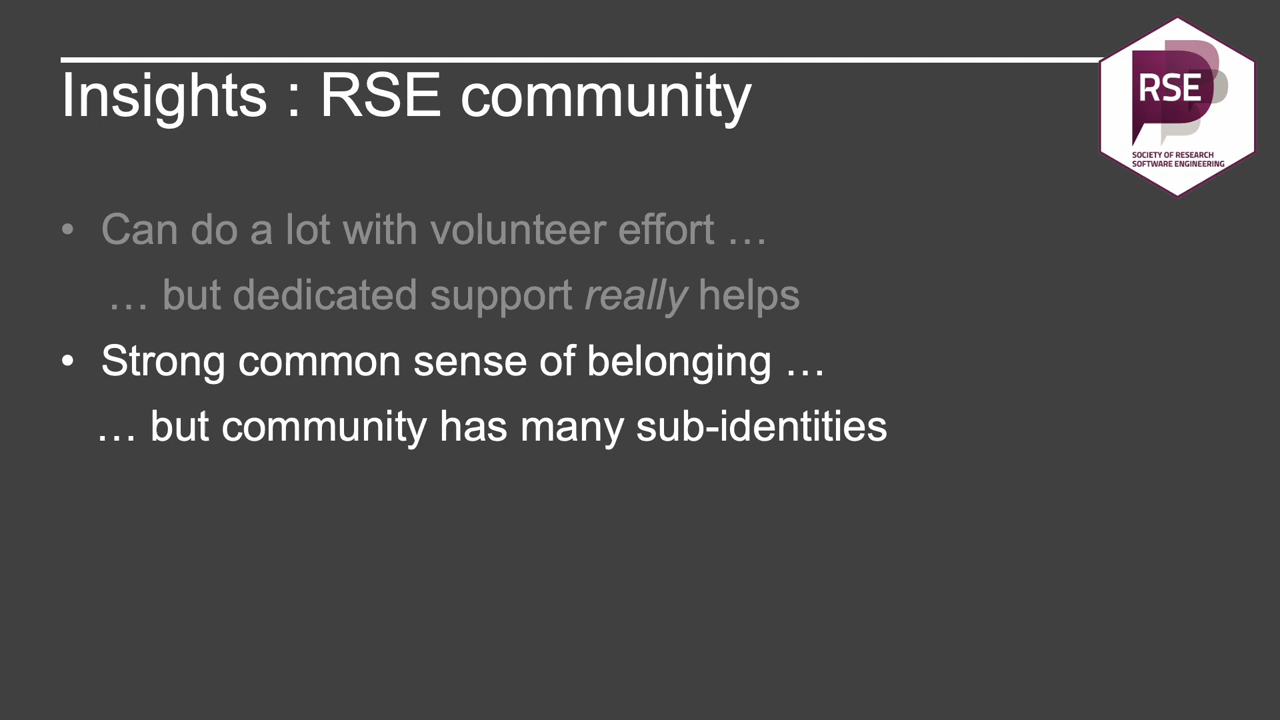 Insights : RSE community
RSE
SOCIETY OF RESEARCH
SOFTWARE ENGINEERING
• Can do a lot with volunteer effort …
… but dedicated support really helps
• Strong common sense of belonging …
… but community has many sub-identities